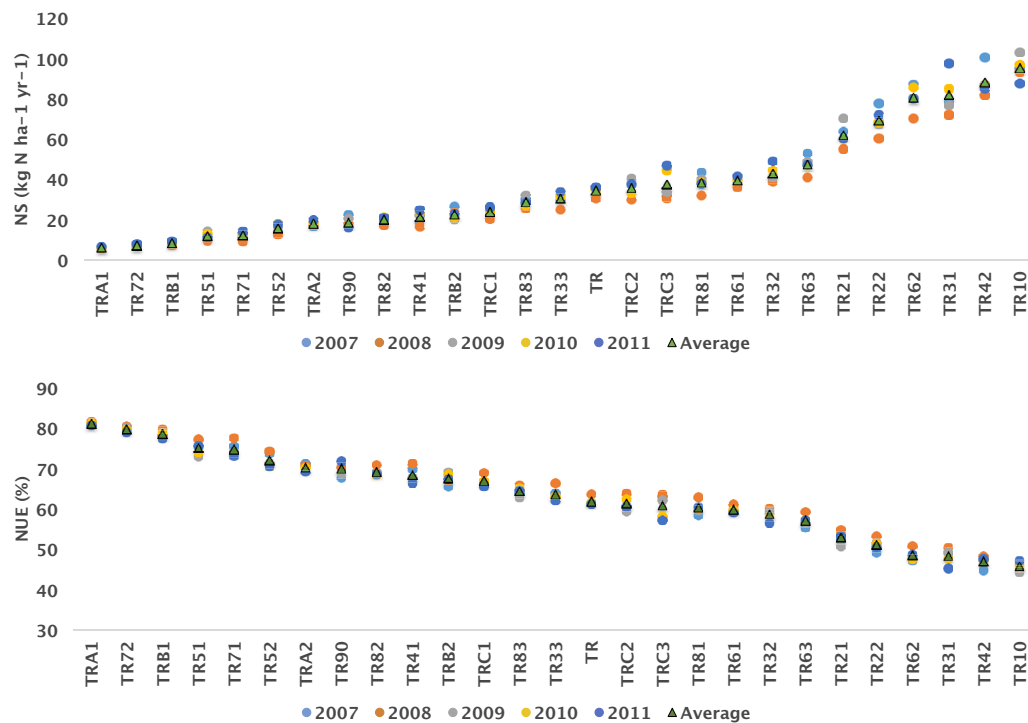 120
100
80
60
40
20
0
NS (kg N ha-1 yr-1)
TRA1 TR72 TRB1 TR51 TR71 TR52 TRA2 TR90 TR82 TR41 TRB2 TRC1 TR83 TR33 TR TRC2 TRC3 TR81 TR61 TR32 TR63 TR21 TR22 TR62 TR31 TR42 TR10
2007 2008 2009 2010 2011 Average
90
80
70
60
50
40
30
NUE (%)
TRA1 TR72 TRB1 TR51 TR71 TR52 TRA2 TR90 TR82 TR41 TRB2 TRC1 TR83 TR33 TR TRC2 TRC3 TR81 TR61 TR32 TR63 TR21 TR22 TR62 TR31 TR42 TR10
2007 2008 2009 2010 2011 Average